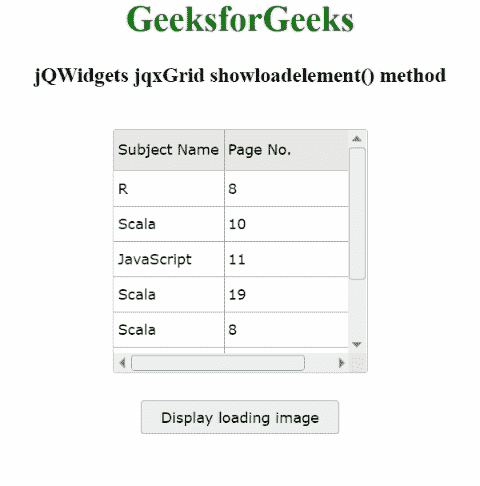 GeeksforGeeks
jQWidgets jqxGrid showloadelement() method
Subject Name Page No.
R 8
Scala 10
JavaScript 11
Scala 19
Scala 8
Display loading image